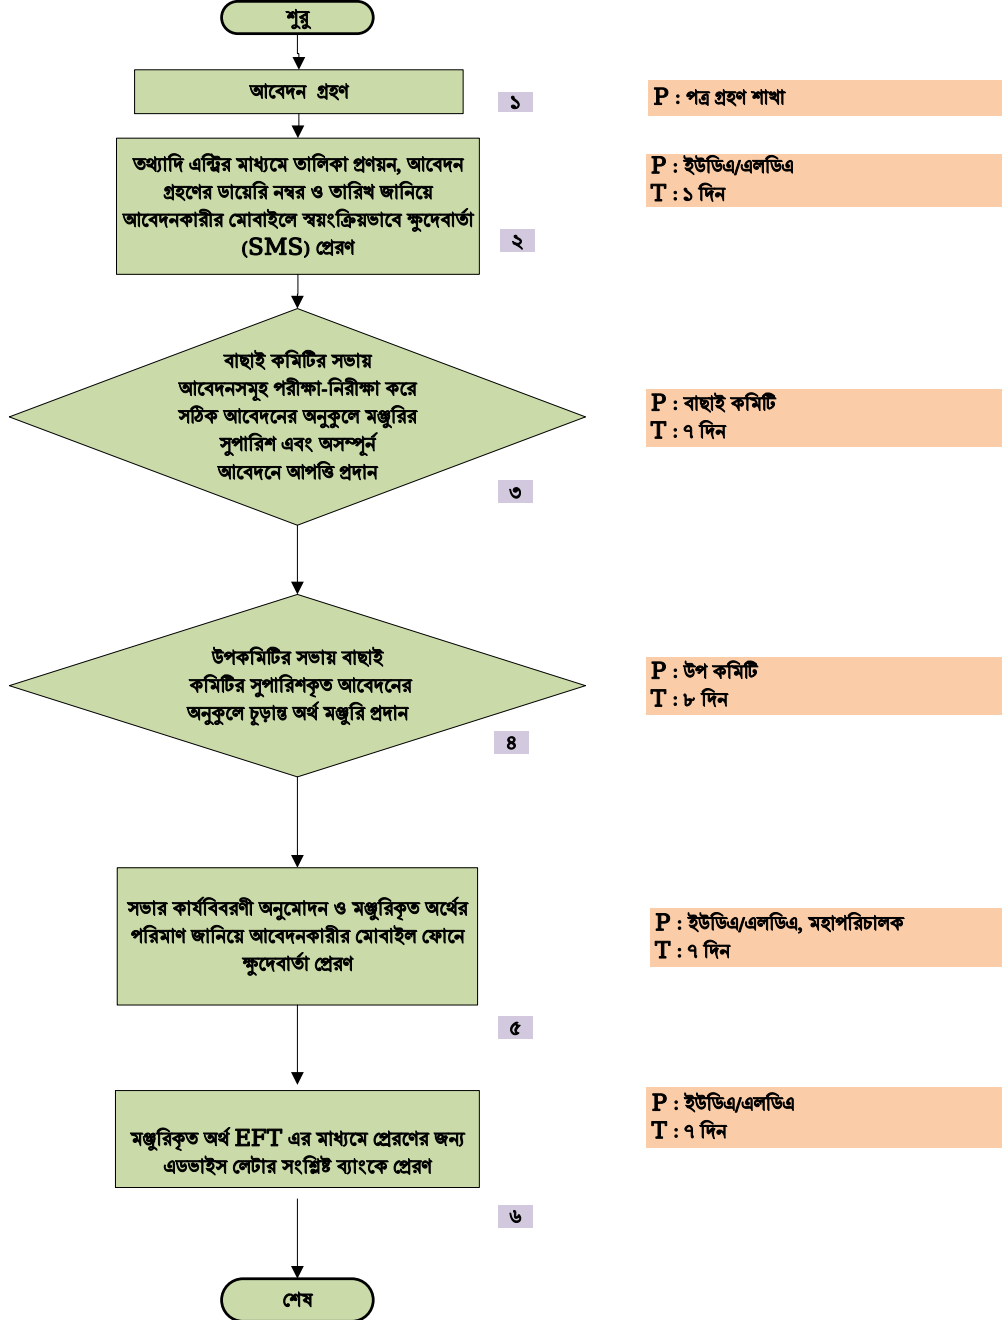 শুরু
আবেদন গ্রহণ
১
P : পত্র গ্রহণ শাখা
তথ্যাদি এন্ট্রির মাধ্যমে তালিকা প্রণয়ন, আবেদন
গ্রহণের ডায়েরি নম্বর ও তারিখ জানিয়ে
আবেদনকারীর মোবাইলে স্বয়ংক্রিয়ভাবে ক্ষুদেবার্তা
(SMS) প্রেরণ
২
P : ইউডিএ/এলডিএ
T : ১ দিন
বাছাই কমিটির সভায়
আবেদনসমূহ পরীক্ষা-নিরীক্ষা করে
সঠিক আবেদনের অনুকুলে মঞ্জুরির
সুপারিশ এবং অসম্পূর্ন
আবেদনে আপত্তি প্রদান
৩
P : বাছাই কমিটি
T : ৭ দিন
উপকমিটির সভায় বাছাই
কমিটির সুপারিশকৃত আবেদনের
অনুকুলে চূড়ান্ত অর্থ মঞ্জুরি প্রদান
৪
P : উপ কমিটি
T : ৮ দিন
সভার কার্যবিবরণী অনুমোদন ও মঞ্জুরিকৃত অর্থের
পরিমাণ জানিয়ে আবেদনকারীর মোবাইল ফোনে
ক্ষুদেবার্তা প্রেরণ
৫
P : ইউডিএ/এলডিএ, মহাপরিচালক
T : ৭ দিন
মঞ্জুরিকৃত অর্থ EFT এর মাধ্যমে প্রেরণের জন্য
এডভাইস লেটার সংশ্লিষ্ট ব্যাংকে প্রেরণ
৬
P : ইউডিএ/এলডিএ
T : ৭ দিন
শেষ